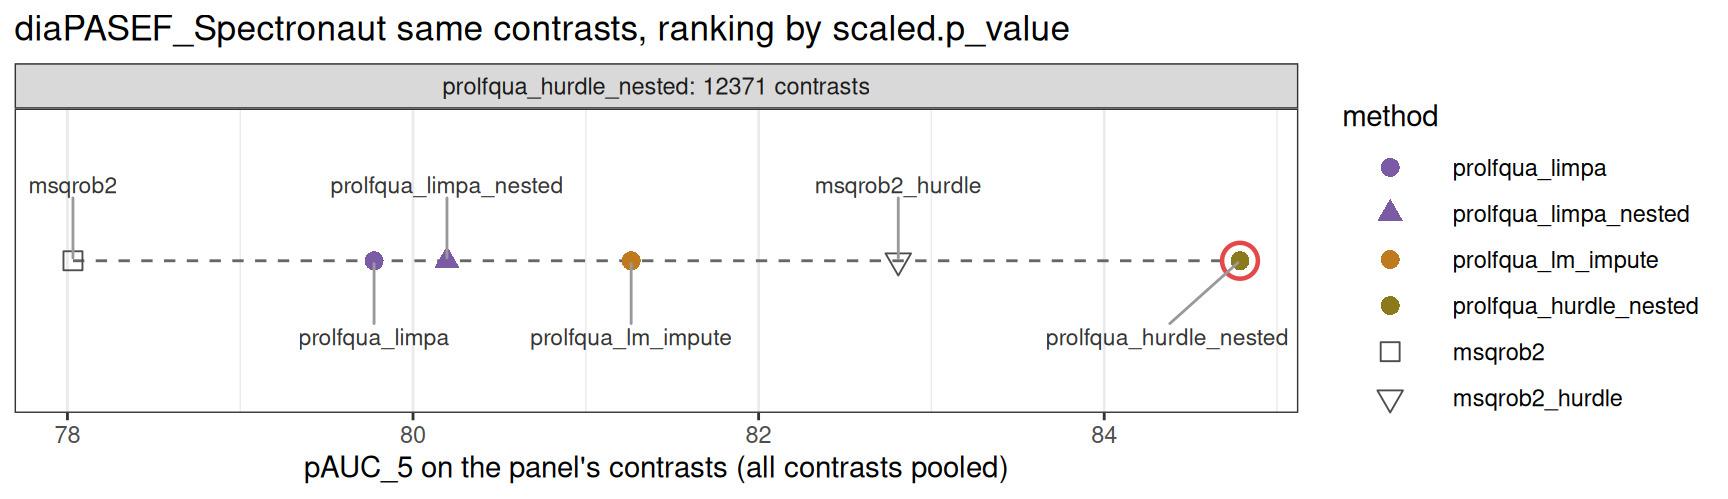 diaPASEF_Spectronaut same contrasts, ranking by scaled.p_value
prolfqua_hurdle_nested: 12371 contrasts
msqrob2
prolfqua_limpa_nested
msqrob2_hurdle
prolfqua_limpa
prolfqua_lm_impute
prolfqua_hurdle_nested
78
80
82
84
pAUC_5 on the panel's contrasts (all contrasts pooled)
method
prolfqua_limpa
prolfqua_limpa_nested
prolfqua_lm_impute
prolfqua_hurdle_nested
msqrob2
msqrob2_hurdle